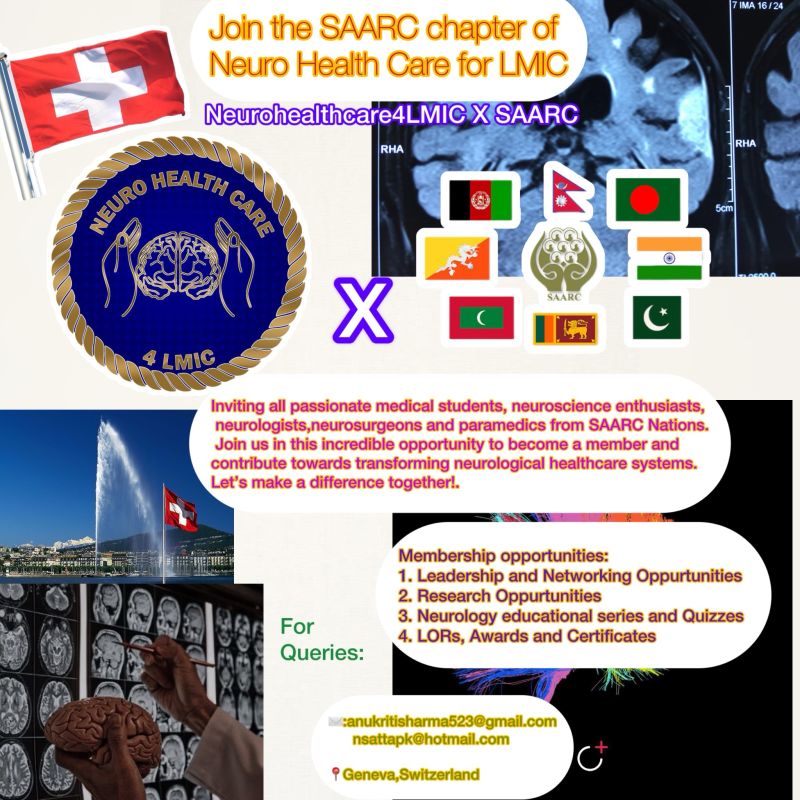 Join the SAARC chapter of
Neuro Health Care for LMIC
7 IMA 16 / 24
Neurohealthcare4LMIC X SAARC
RHA
RHA
5cm
NEURO HEALTH CARE
4 LMIC
X
SAARC
Inviting all passionate medical students, neuroscience enthusiasts,
neurologists,neurosurgeons and paramedics from SAARC Nations.
Join us in this incredible opportunity to become a member and
contribute towards transforming neurological healthcare systems.
Let's make a difference together!.
Membership opportunities:
1. Leadership and Networking Oppurtunities
2. Research Oppurtunities
3. Neurology educational series and Quizzes
4. LORs, Awards and Certificates
For
Queries:
:anukritisharma523@gmail.com
nsattapk@hotmail.com
Geneva,Switzerland